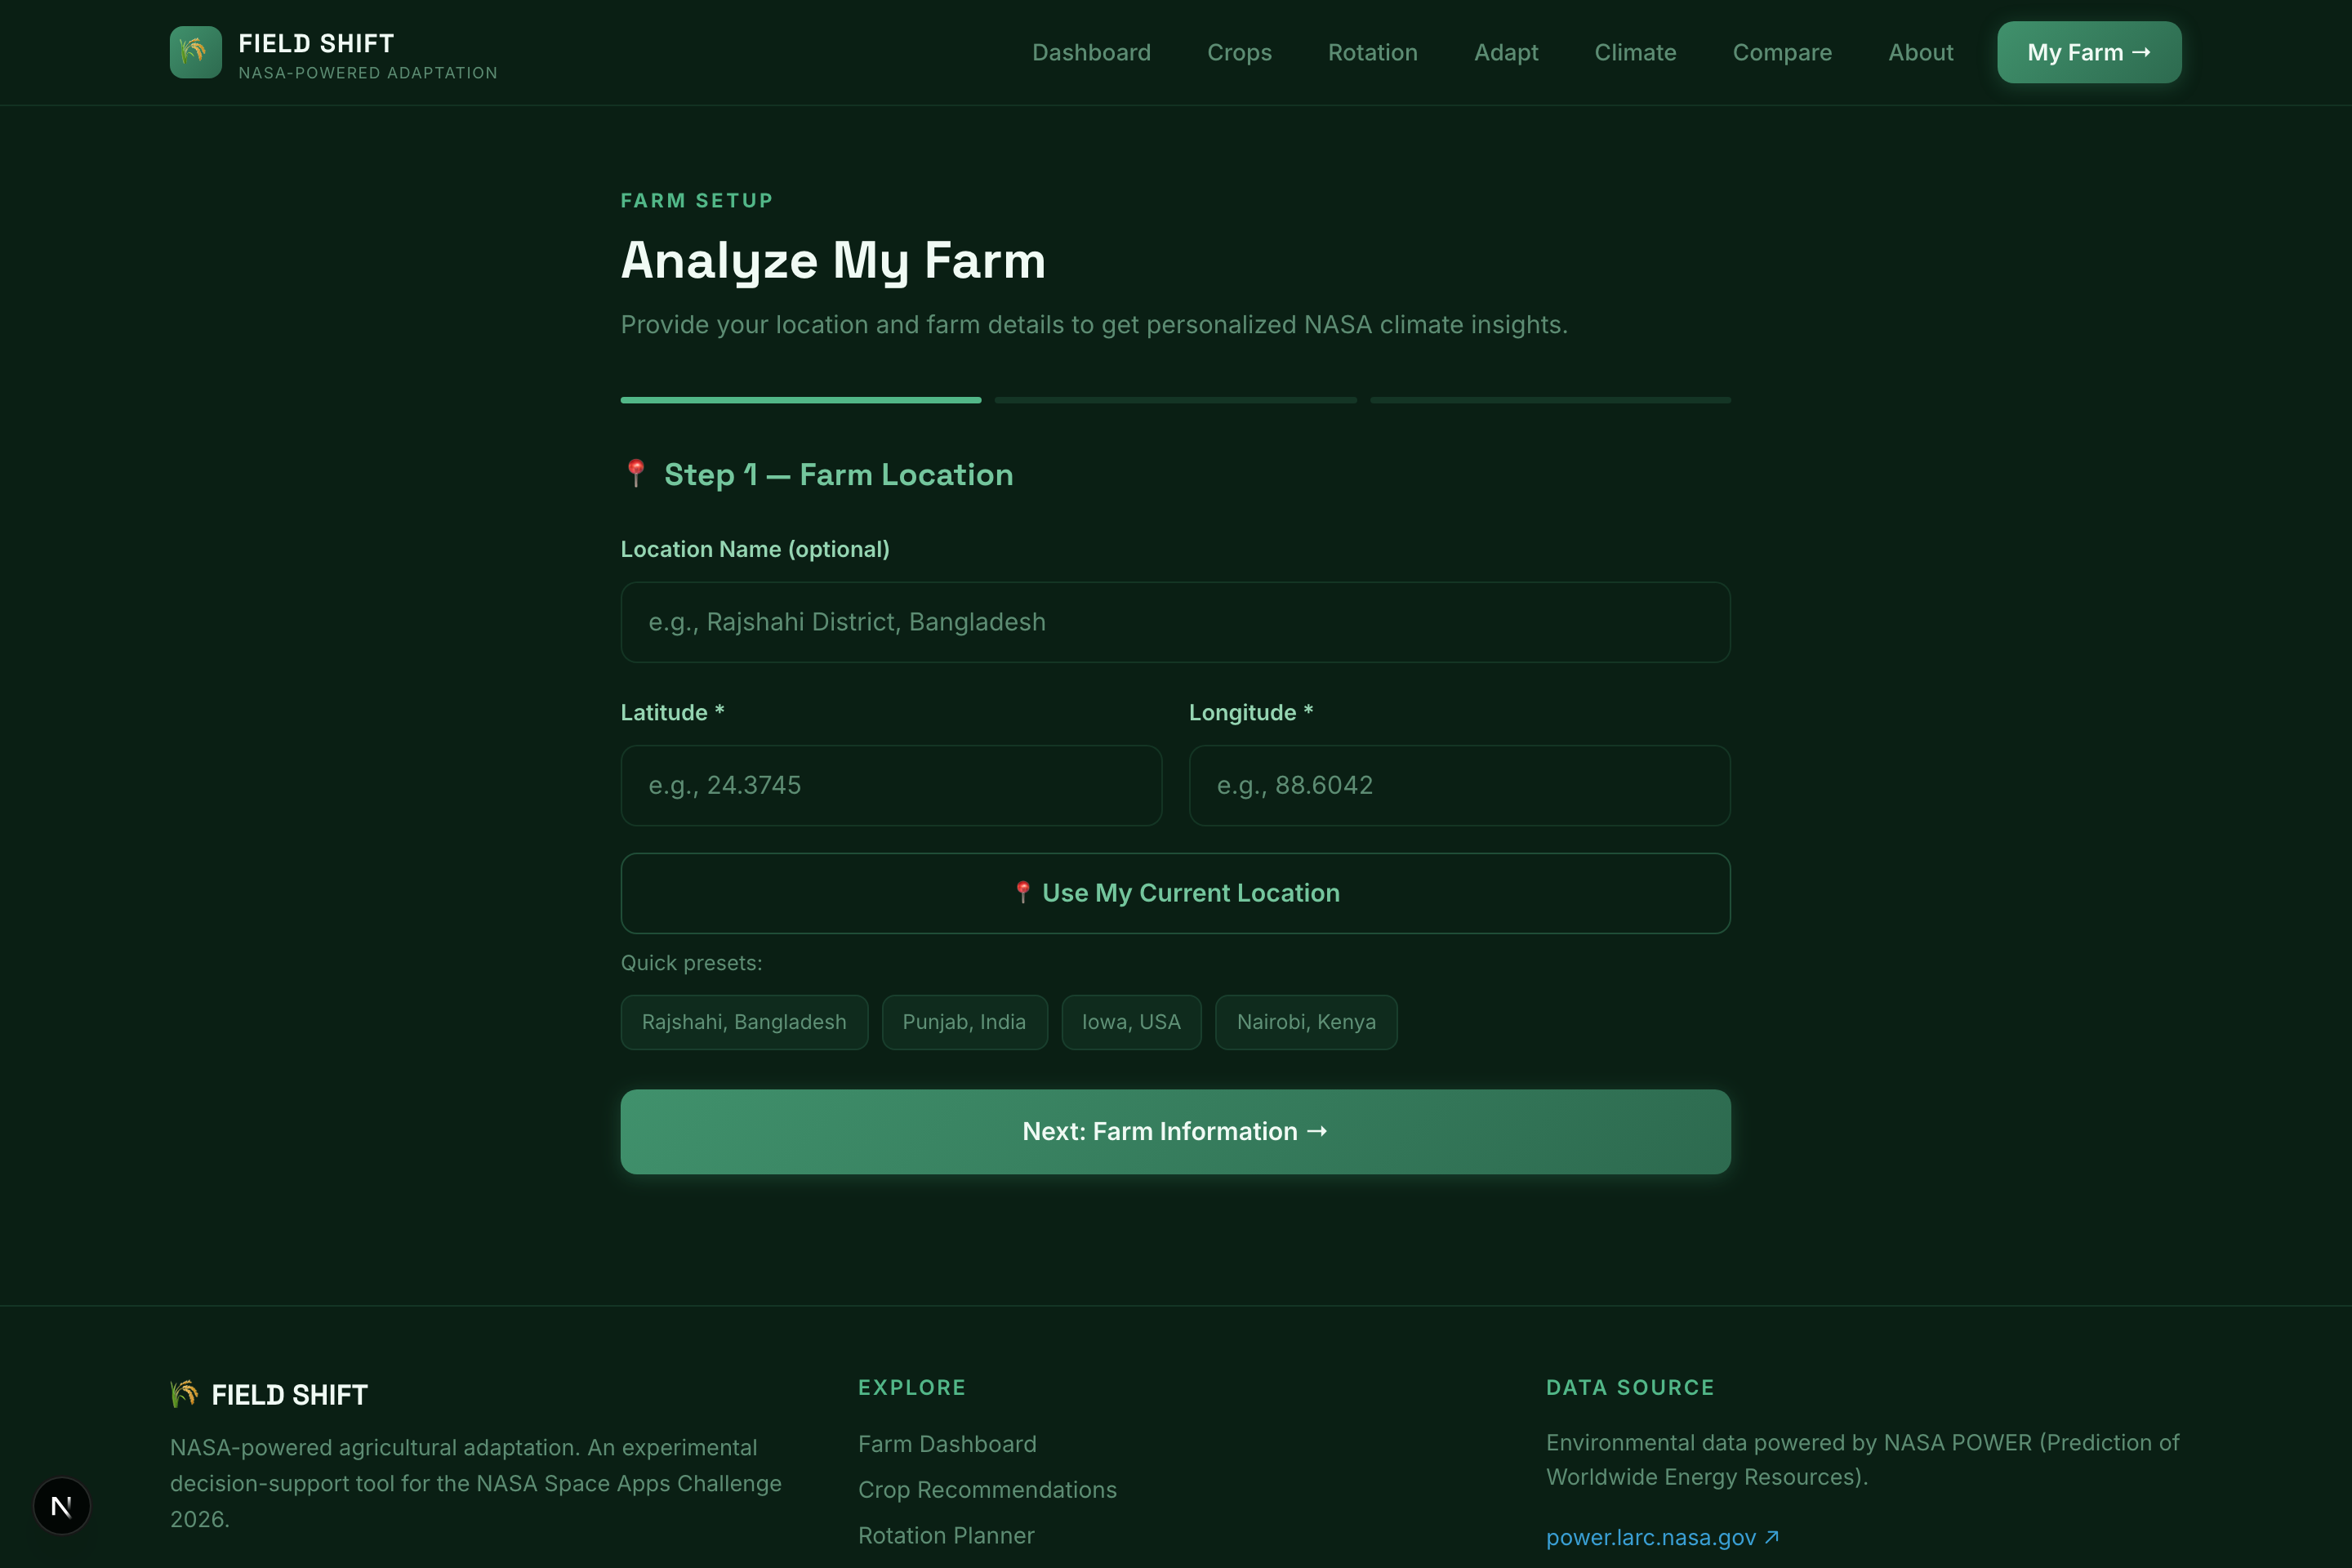 FIELD SHIFT
NASA-POWERED ADAPTATION
Dashboard
Crops
Rotation
Adapt
Climate
Compare
About
My Farm →
FARM SETUP
Analyze My Farm
Provide your location and farm details to get personalized NASA climate insights.
Step 1 — Farm Location
Location Name (optional)
e.g., Rajshahi District, Bangladesh
Latitude *
Longitude *
e.g., 24.3745
e.g., 88.6042
Use My Current Location
Quick presets:
Rajshahi, Bangladesh
Punjab, India
Iowa, USA
Nairobi, Kenya
Next: Farm Information →
FIELD SHIFT
NASA-powered agricultural adaptation. An experimental
decision-support tool for the NASA Space Apps Challenge
2026.
EXPLORE
Farm Dashboard
Crop Recommendations
Rotation Planner
DATA SOURCE
Environmental data powered by NASA POWER (Prediction of
Worldwide Energy Resources).
power.larc.nasa.gov ↗
N